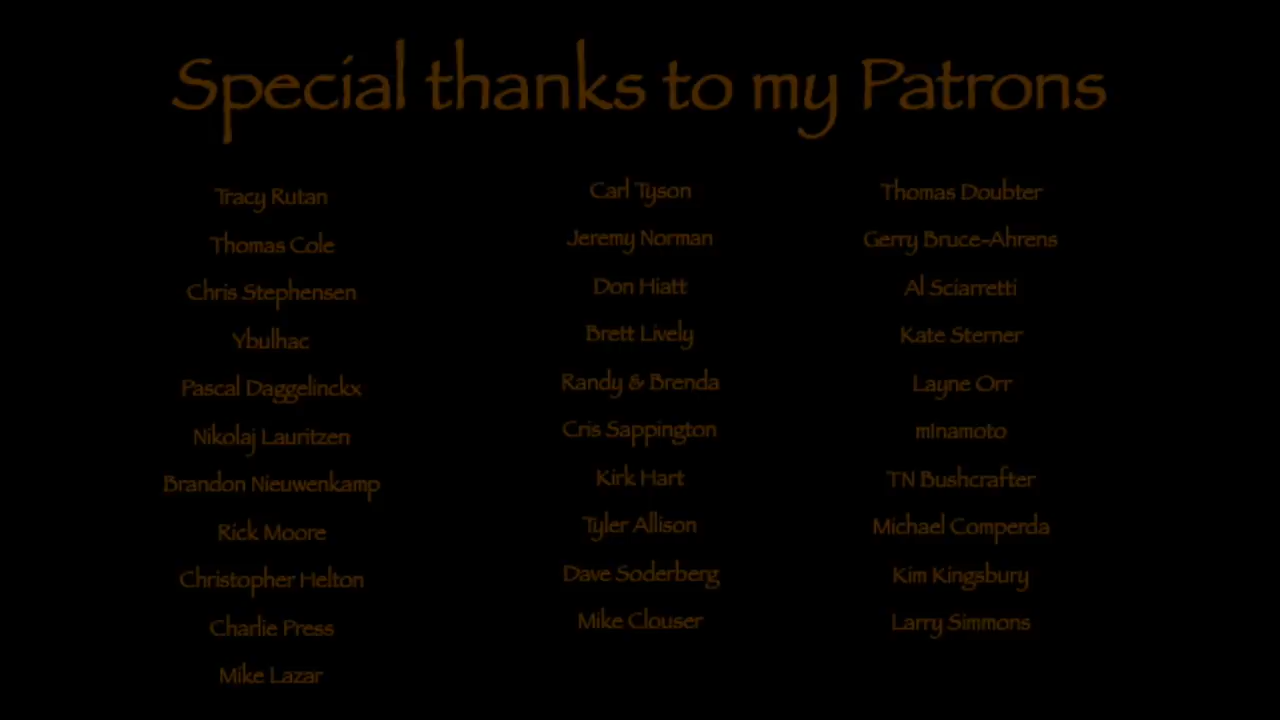 Special thanks to my Patrons
Tracy Rutan
Thomas Cole
Chris Stephensen
Ybulhac
Pascal Daggelinckx
Nikolaj Lauritzen
Brandon Nieuwenkamp
Rick Moore
Christopher Helton
Charlie Press
Mike Lazar
Carl Tyson
Jeremy Norman
Don Hiatt
Brett Lively
Randy & Brenda
Cris Sappington
Kirk Hart
Tyler Allison
Dave Soderberg
Mike Clouser
Thomas Doubter
Gerry Bruce-Ahrens
Al Sciarretti
Kate Sterner
Layne Orr
mInamoto
TN Bushcrafter
Michael Comperda
Kim Kingsbury
Larry Simmons